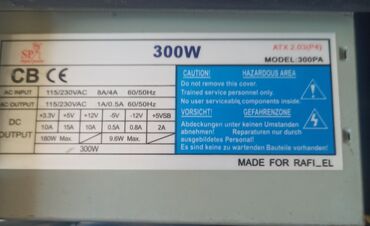 SP
300W
ATX 2.03(P4)
MODEL:300PA
CB CE
AC INPUT 115/230VAC 8A/4A 60/50Hz
AC OUTPUT 115/230VAC 1A/0.5A 60/50Hz
DC OUTPUT
+3.3V +5V +12V -5V -12V +5VSB
10A 15A 10A 0.5A 0.8A 2A
180W Max. 9.6W Max.
300W
CAUTION! HAZARDOUS AREA
Do not remove this cover.
Trained service personnel only.
No user serviceable components inside.
VORSICHT! GEFAHRENZONE
Abdeckungen unter keinen Umständen
abnehmen! Reparaturen nur durch
ausgebildetes Personal!
Es sind keine zu wartenden Bauteile
enthalten.
MADE FOR RAFI_EL